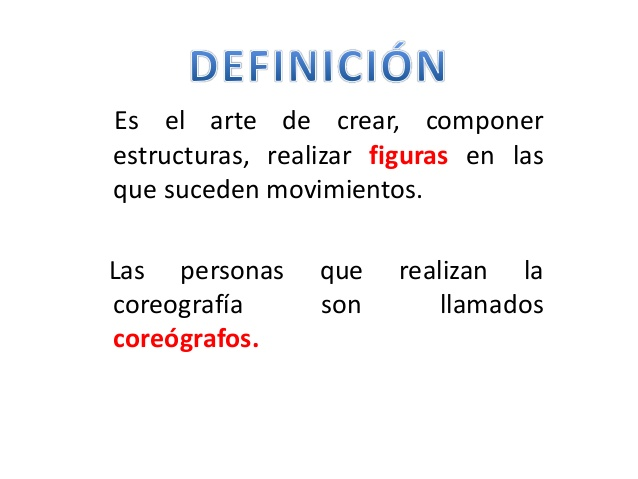 DEFINICIÓN
Es el arte de crear, componer
estructuras, realizar figuras en las
que suceden movimientos.
Las personas que realizan la
coreografía son llamados
coreógrafos.